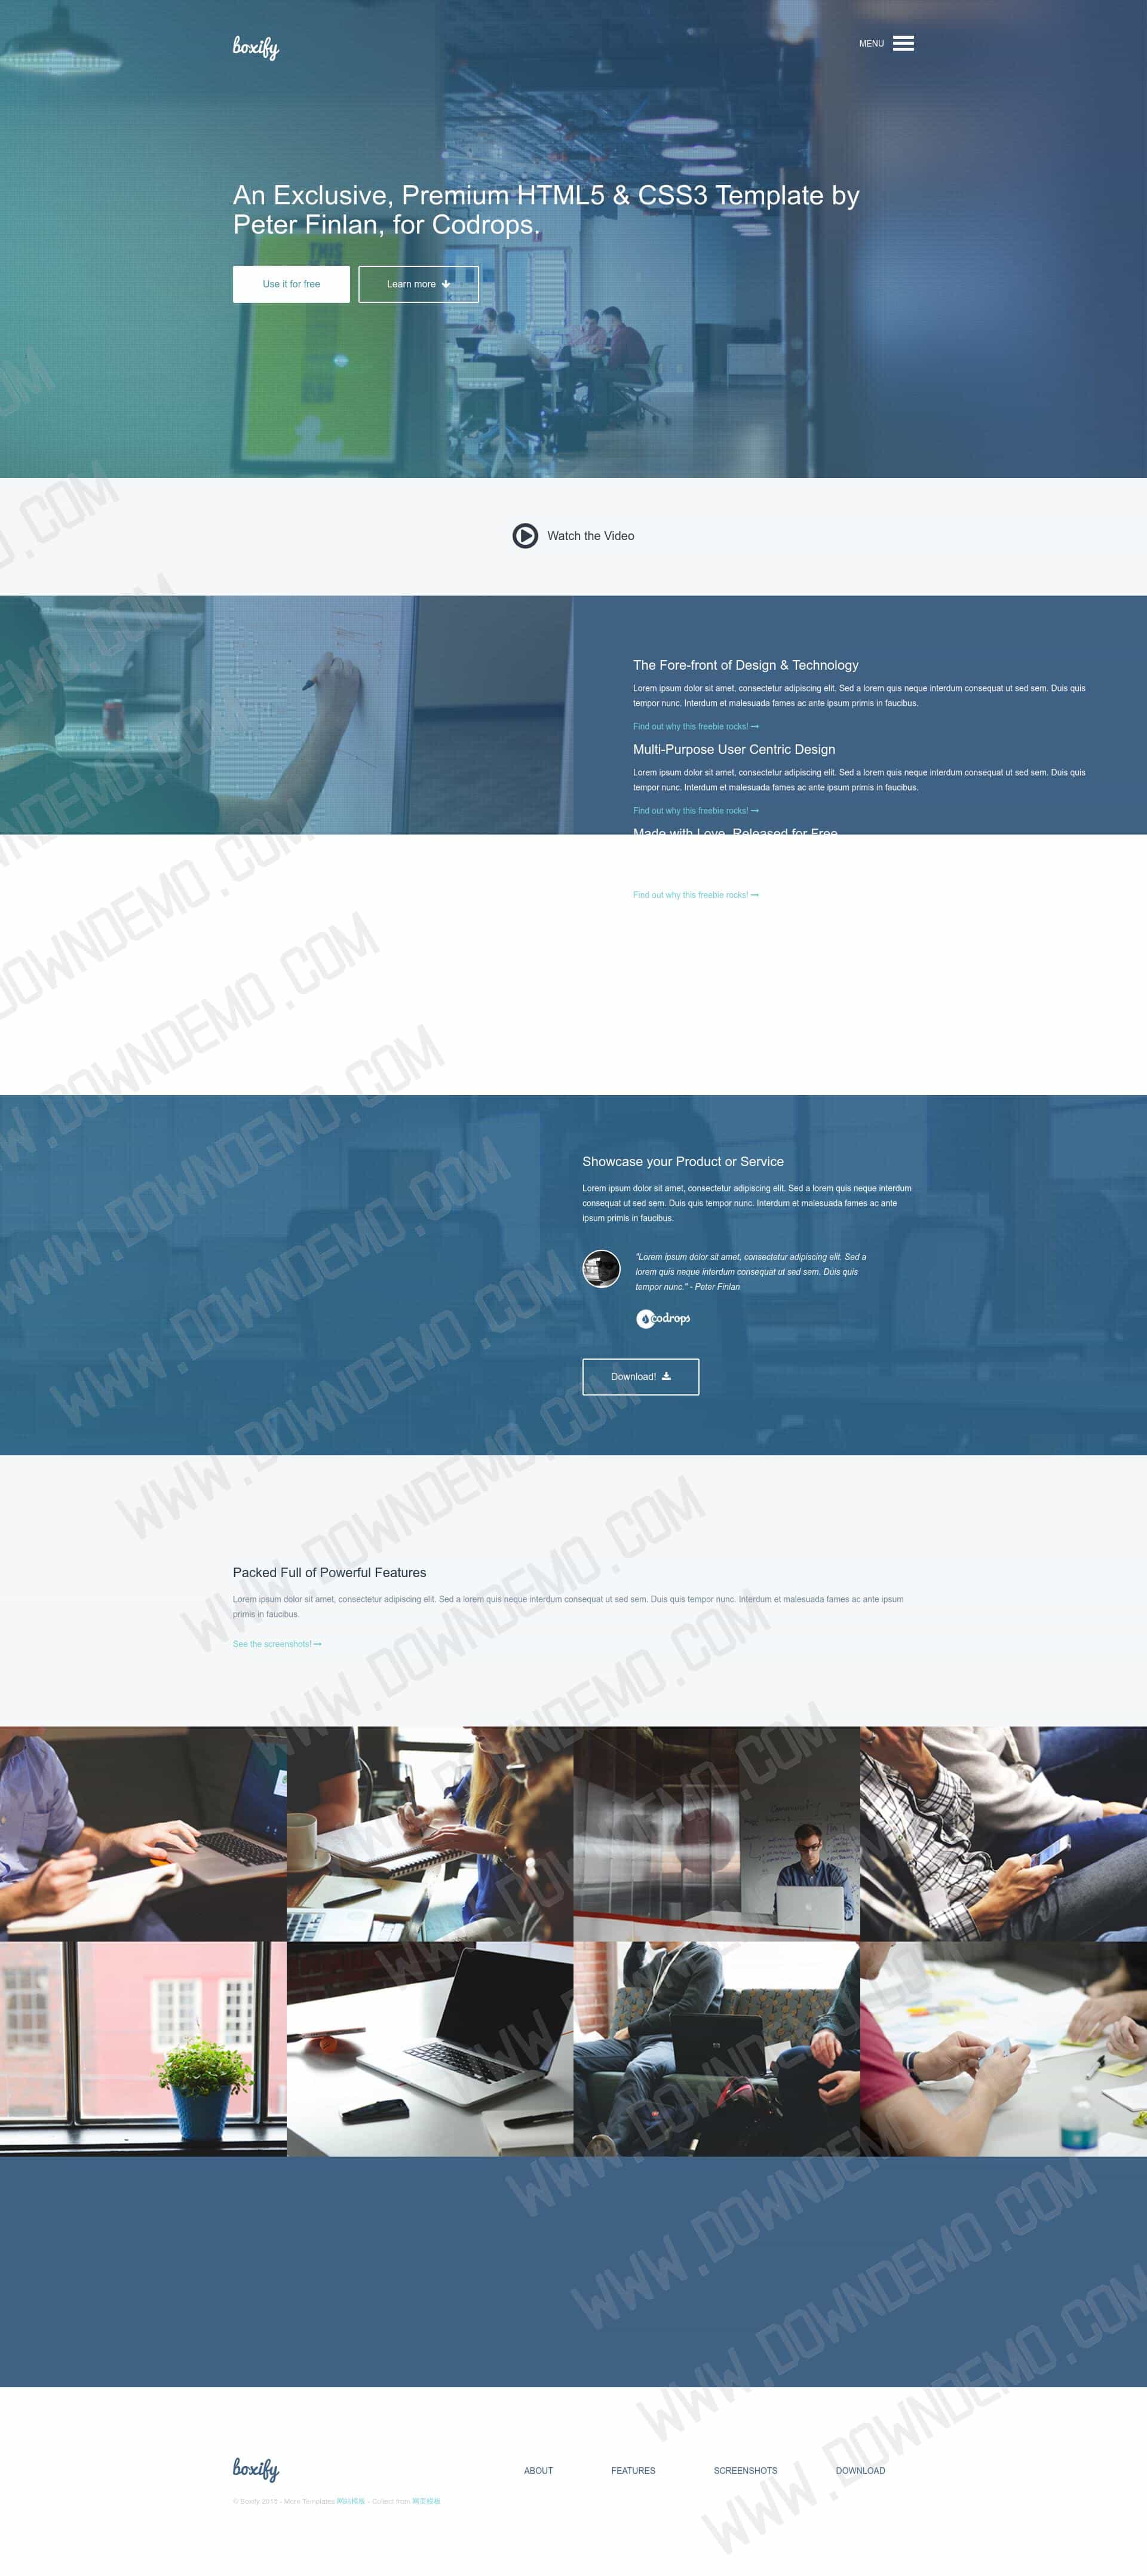 boxify
MENU
An Exclusive, Premium HTML5 & CSS3 Template by
Peter Finlan, for Codrops.
Use it for free
Learn more
Watch the Video
The Fore-front of Design & Technology
Lorem ipsum dolor sit amet, consectetur adipiscing elit. Sed a lorem quis neque interdum consequat ut sed sem. Duis quis
tempor nunc. Interdum et malesuada fames ac ante ipsum primis in faucibus.
Find out why this freebie rocks!
Multi-Purpose User Centric Design
Lorem ipsum dolor sit amet, consectetur adipiscing elit. Sed a lorem quis neque interdum consequat ut sed sem. Duis quis
tempor nunc. Interdum et malesuada fames ac ante ipsum primis in faucibus.
Find out why this freebie rocks!
Made with Love, Released for Free
Find out why this freebie rocks!
Showcase your Product or Service
Lorem ipsum dolor sit amet, consectetur adipiscing elit. Sed a lorem quis neque interdum
consequat ut sed sem. Duis quis tempor nunc. Interdum et malesuada fames ac ante
ipsum primis in faucibus.
"Lorem ipsum dolor sit amet, consectetur adipiscing elit. Sed a
lorem quis neque interdum consequat ut sed sem. Duis quis
tempor nunc." - Peter Finlan
codrops
Download!
Packed Full of Powerful Features
Lorem ipsum dolor sit amet, consectetur adipiscing elit. Sed a lorem quis neque interdum consequat ut sed sem. Duis quis tempor nunc. Interdum et malesuada fames ac ante ipsum
primis in faucibus.
See the screenshots!
boxify
ABOUT
FEATURES
SCREENSHOTS
DOWNLOAD
© Boxify 2015 - More Templates 网站模板 - Collect from 网页模板
WWW.DOWNDEMO.COM